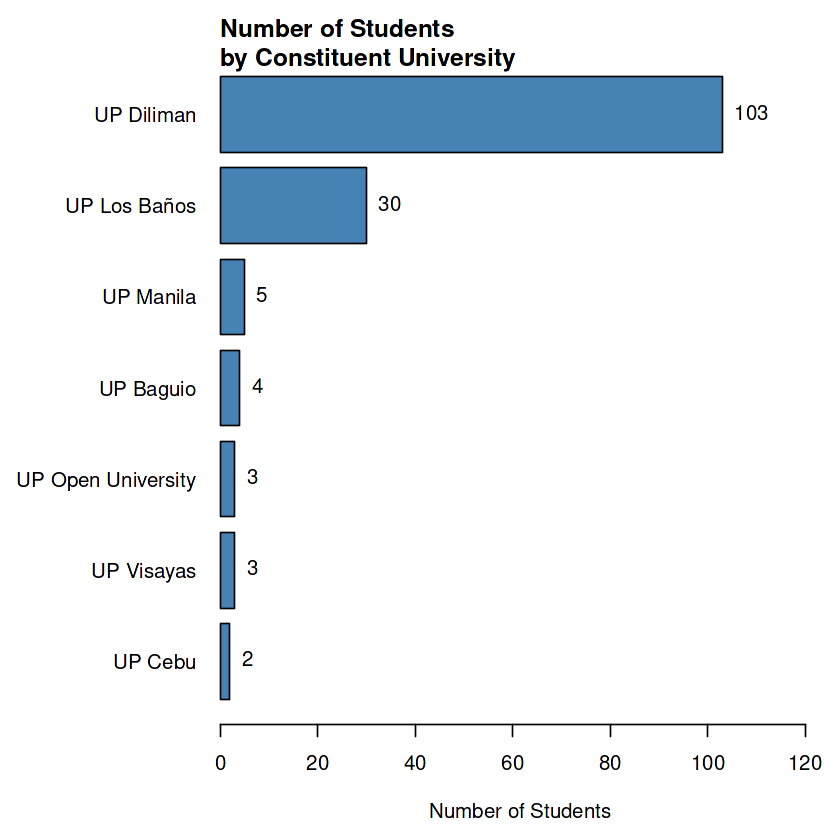 Number of Students
by Constituent University
UP Diliman 103
UP Los Baños 30
UP Manila 5
UP Baguio 4
UP Open University 3
UP Visayas 3
UP Cebu 2
0 20 40 60 80 100 120
Number of Students